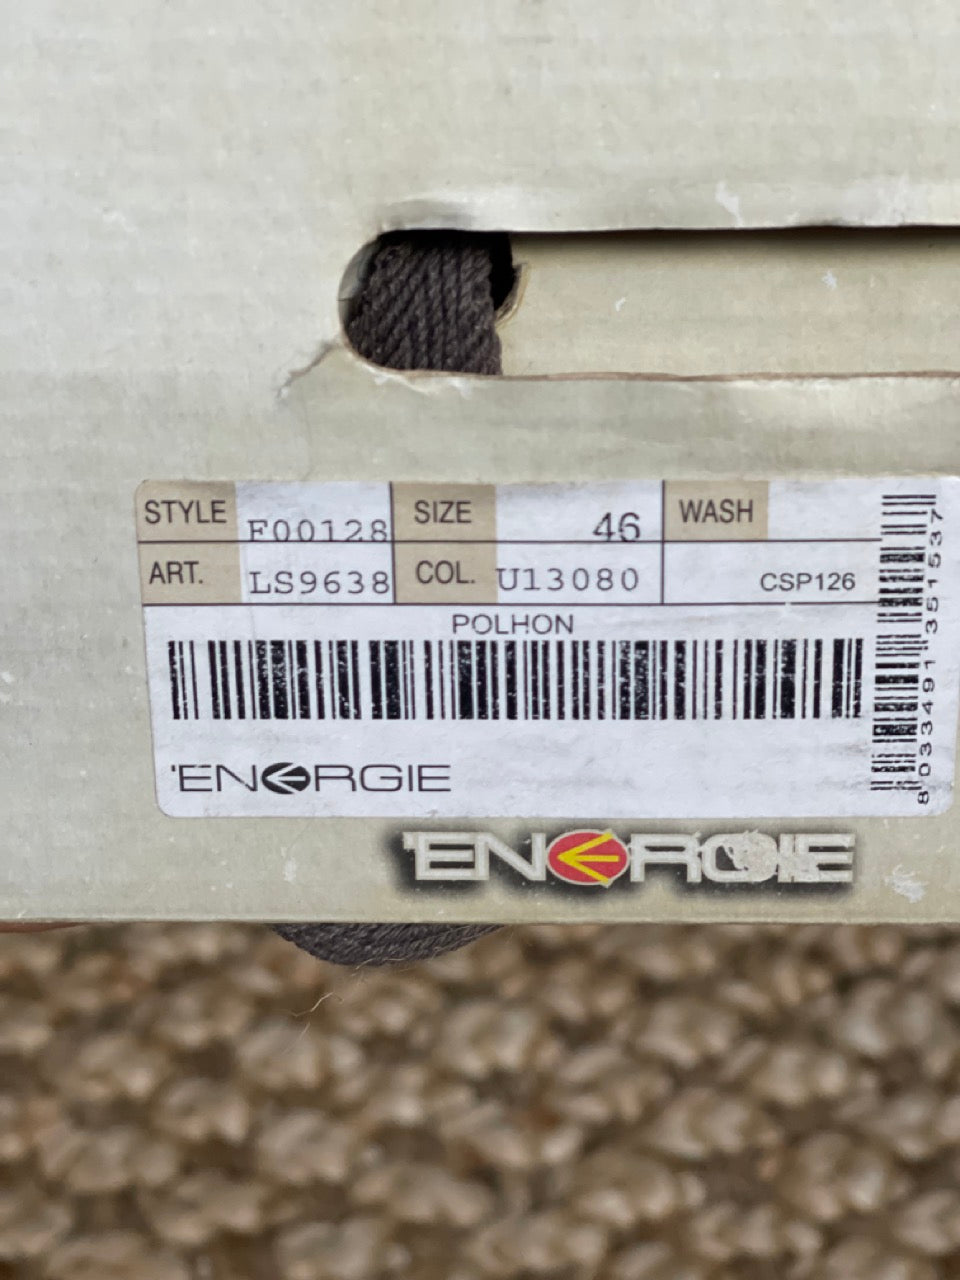 STYLE F00128 SIZE 46 WASH
ART. LS9638 COL. U13080 CSP126
POLHON
'ENERGIE
8033491351537
'ENERGIE